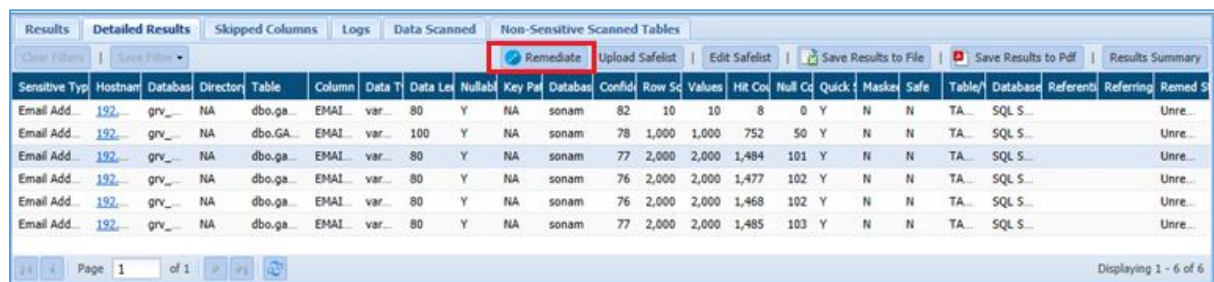 Results Detailed Results Skipped Columns Logs Data Scanned Non-Sensitive Scanned Tables
Clear Filters | Save Filter Remediate Upload Safelist | Edit Safelist | Save Results to File | Save Results to Pdf | Results Summary
Sensitive Typ Hostnam Databas Director Table Column Data T Data Ler Nullabl Key Pat Databas Confide Row Sc Values Hit Cou Null Co Quick S Masked Safe Table/V Database Referenti Referring Remed S
Email Add... 192.... grv_... NA dbo.ga... EMAI... var... 80 Y NA sonam 82 10 10 8 0 Y N N TA... SQL S... Unre...
Email Add... 192.... grv_... NA dbo.GA... EMAI... var... 100 Y NA sonam 78 1,000 1,000 752 50 Y N N TA... SQL S... Unre...
Email Add... 192.... grv_... NA dbo.ga... EMAI... var... 80 Y NA sonam 77 2,000 2,000 1,484 101 Y N N TA... SQL S... Unre...
Email Add... 192.... grv_... NA dbo.ga... EMAI... var... 80 Y NA sonam 76 2,000 2,000 1,477 102 Y N N TA... SQL S... Unre...
Email Add... 192.... grv_... NA dbo.ga... EMAI... var... 80 Y NA sonam 76 2,000 2,000 1,468 102 Y N N TA... SQL S... Unre...
Email Add... 192.... grv_... NA dbo.ga... EMAI... var... 80 Y NA sonam 77 2,000 2,000 1,485 103 Y N N TA... SQL S... Unre...
Page 1 of 1 Displaying 1 - 6 of 6